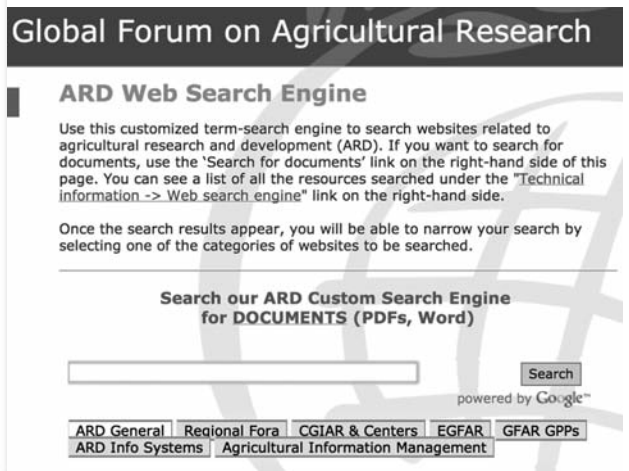 Global Forum on Agricultural Research
ARD Web Search Engine
Use this customized term-search engine to search websites related to
agricultural research and development (ARD). If you want to search for
documents, use the 'Search for documents' link on the right-hand side of this
page. You can see a list of all the resources searched under the "Technical
information -> Web search engine" link on the right-hand side.
Once the search results appear, you will be able to narrow your search by
selecting one of the categories of websites to be searched.
Search our ARD Custom Search Engine
for DOCUMENTS (PDFs, Word)
Search
powered by Google™
ARD General Regional Fora CGIAR & Centers EGFAR GFAR GPPs
ARD Info Systems Agricultural Information Management